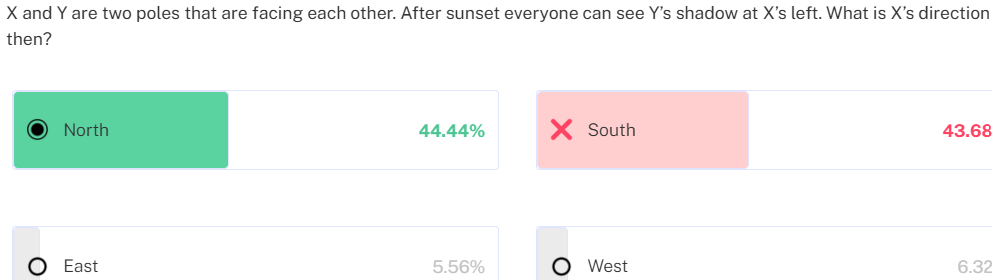 X and Y are two poles that are facing each other. After sunset everyone can see Y’s shadow at X’s left. What is X’s direction
then?
North 44.44% South 43.68
East 5.56% West 6.32